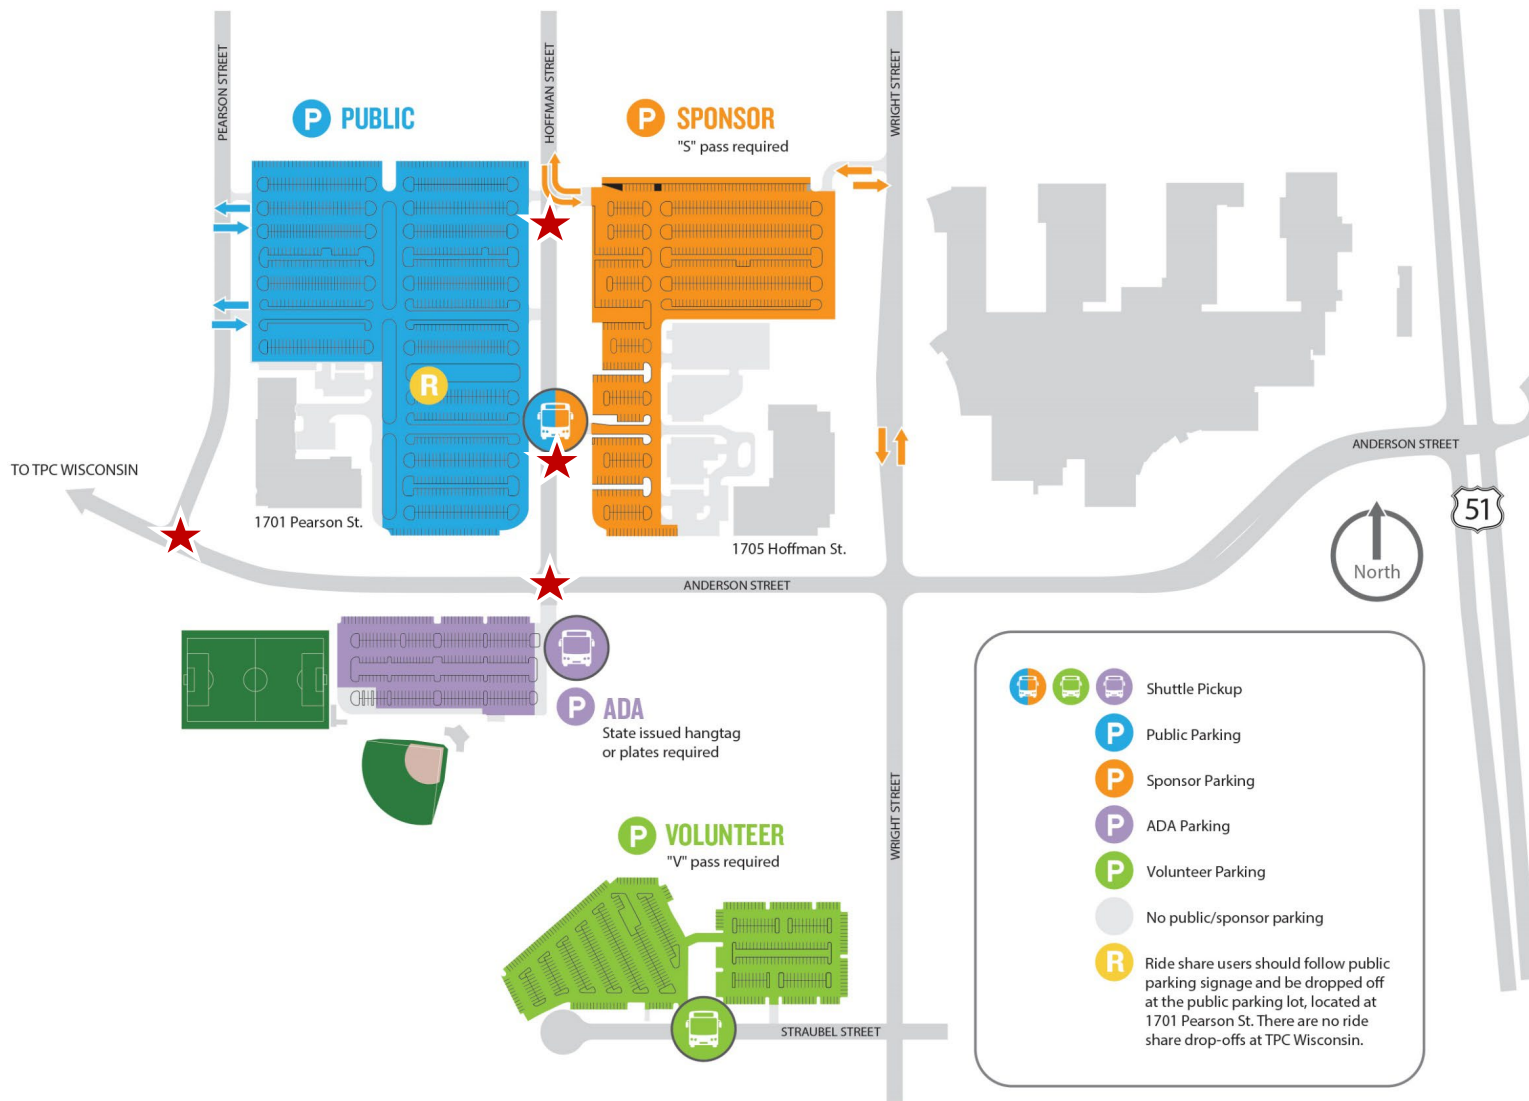 PEARSON STREET
HOFFMAN STREET
WRIGHT STREET
P PUBLIC
P SPONSOR
"S" pass required
R
TO TPC WISCONSIN
1701 Pearson St.
1705 Hoffman St.
ANDERSON STREET
51
North
ANDERSON STREET
P ADA
State issued hangtag
or plates required
WRIGHT STREET
P VOLUNTEER
"V" pass required
STRAUBEL STREET
Shuttle Pickup
P Public Parking
P Sponsor Parking
P ADA Parking
P Volunteer Parking
No public/sponsor parking
R Ride share users should follow public
parking signage and be dropped off
at the public parking lot, located at
1701 Pearson St. There are no ride
share drop-offs at TPC Wisconsin.